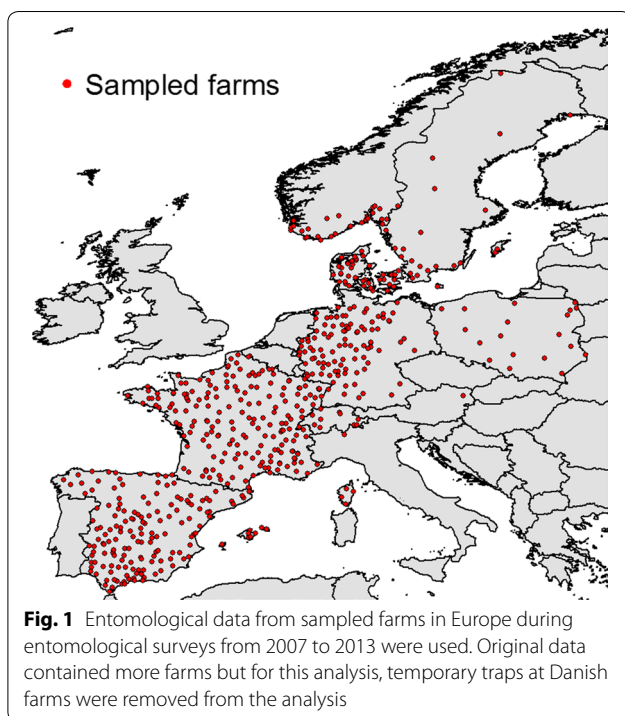 Sampled farms
Fig. 1 Entomological data from sampled farms in Europe during
entomological surveys from 2007 to 2013 were used. Original data
contained more farms but for this analysis, temporary traps at Danish
farms were removed from the analysis